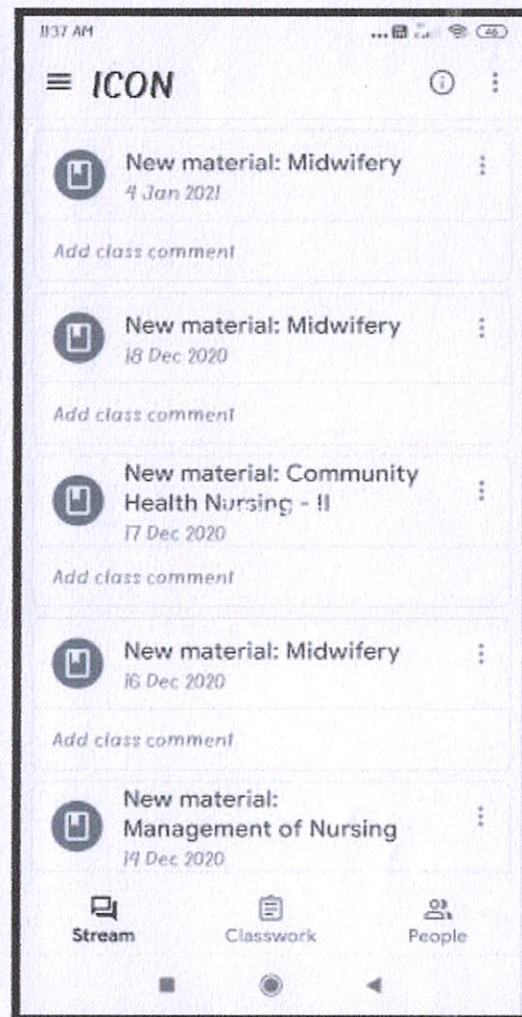 11:37 AM
46
ICON
New material: Midwifery
4 Jan 2021
Add class comment
New material: Midwifery
18 Dec 2020
Add class comment
New material: Community
Health Nursing - II
17 Dec 2020
Add class comment
New material: Midwifery
16 Dec 2020
Add class comment
New material:
Management of Nursing
14 Dec 2020
Stream
Classwork
People